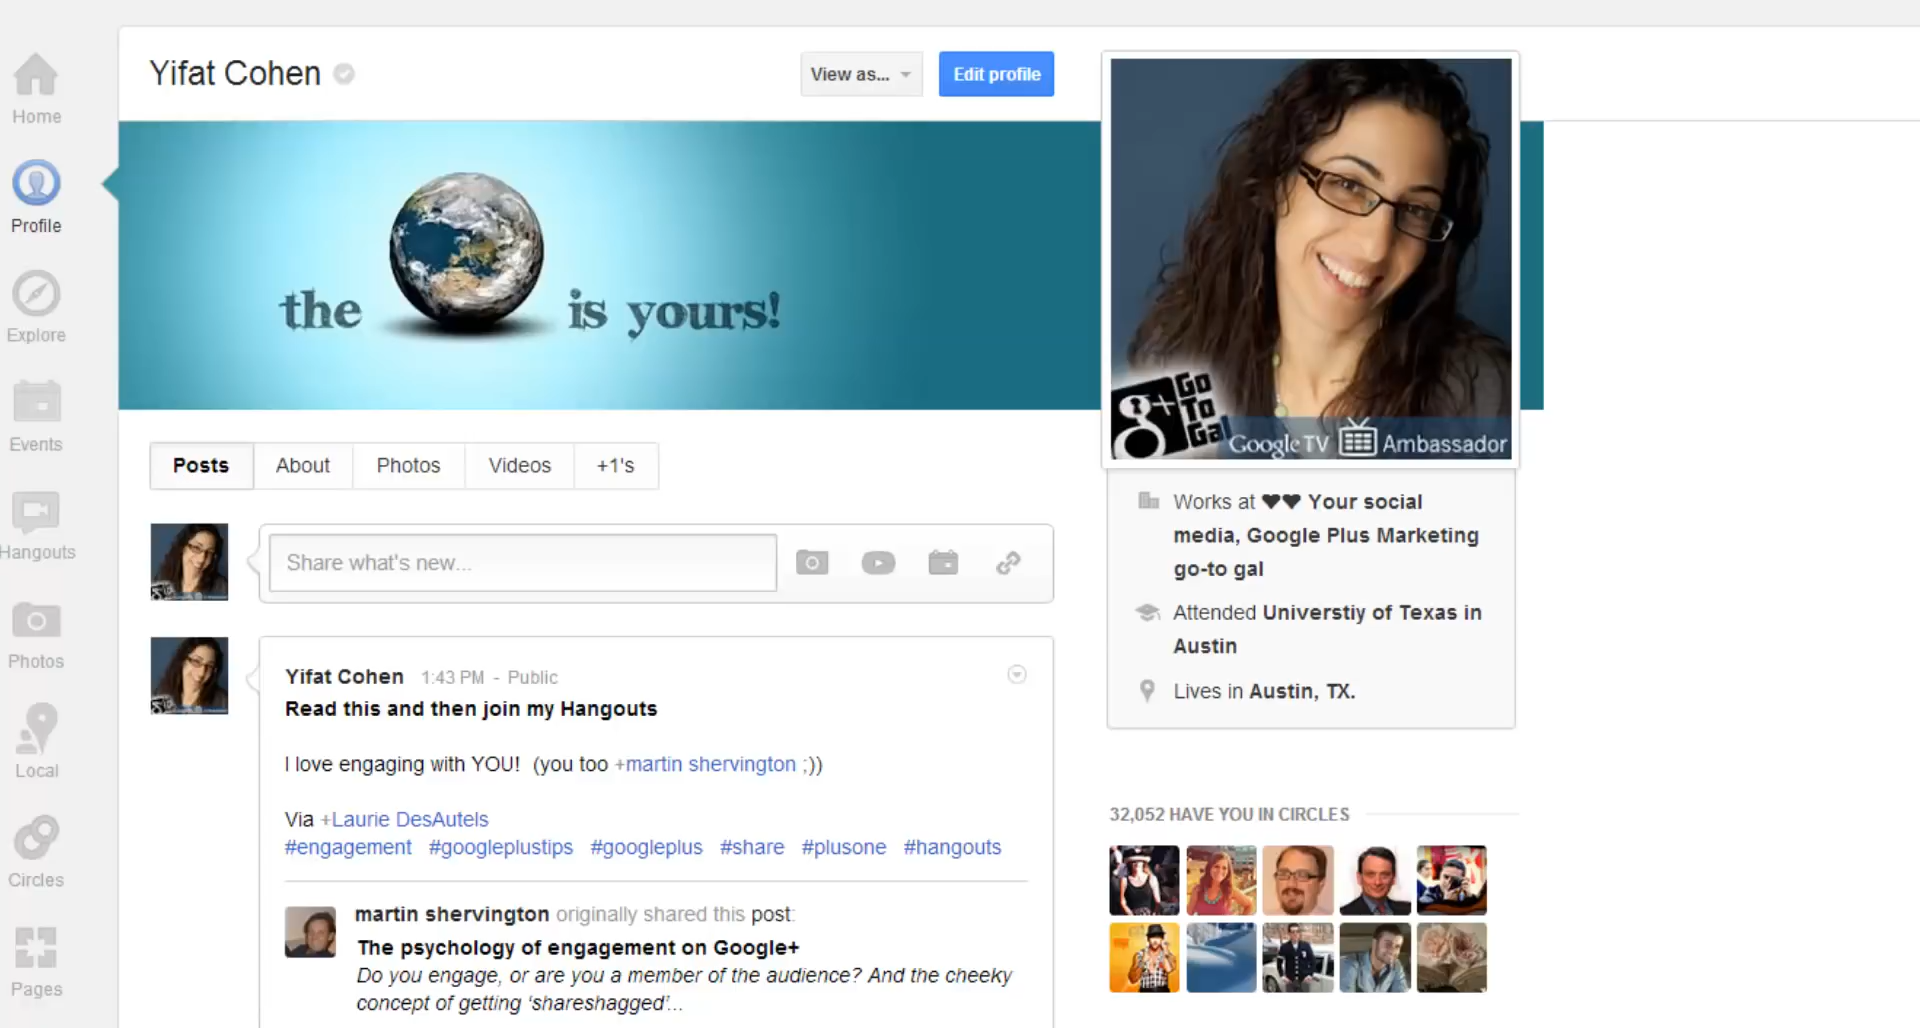 Yifat Cohen
View as...
Edit profile
Home
Profile
Explore
Events
Hangouts
Photos
Local
Circles
Pages
the is yours!
g+ Go To Gal
Google TV Ambassador
Posts
About
Photos
Videos
+1's
Share what's new...
Works at ♥♥ Your social
media, Google Plus Marketing
go-to gal
Attended Universtiy of Texas in
Austin
Lives in Austin, TX.
Yifat Cohen 1:43 PM - Public
Read this and then join my Hangouts
I love engaging with YOU! (you too +martin shervington ;))
Via +Laurie DesAutels
#engagement #googleplustips #googleplus #share #plusone #hangouts
martin shervington originally shared this post:
The psychology of engagement on Google+
Do you engage, or are you a member of the audience? And the cheeky
concept of getting 'shareshagged'...
32,052 HAVE YOU IN CIRCLES